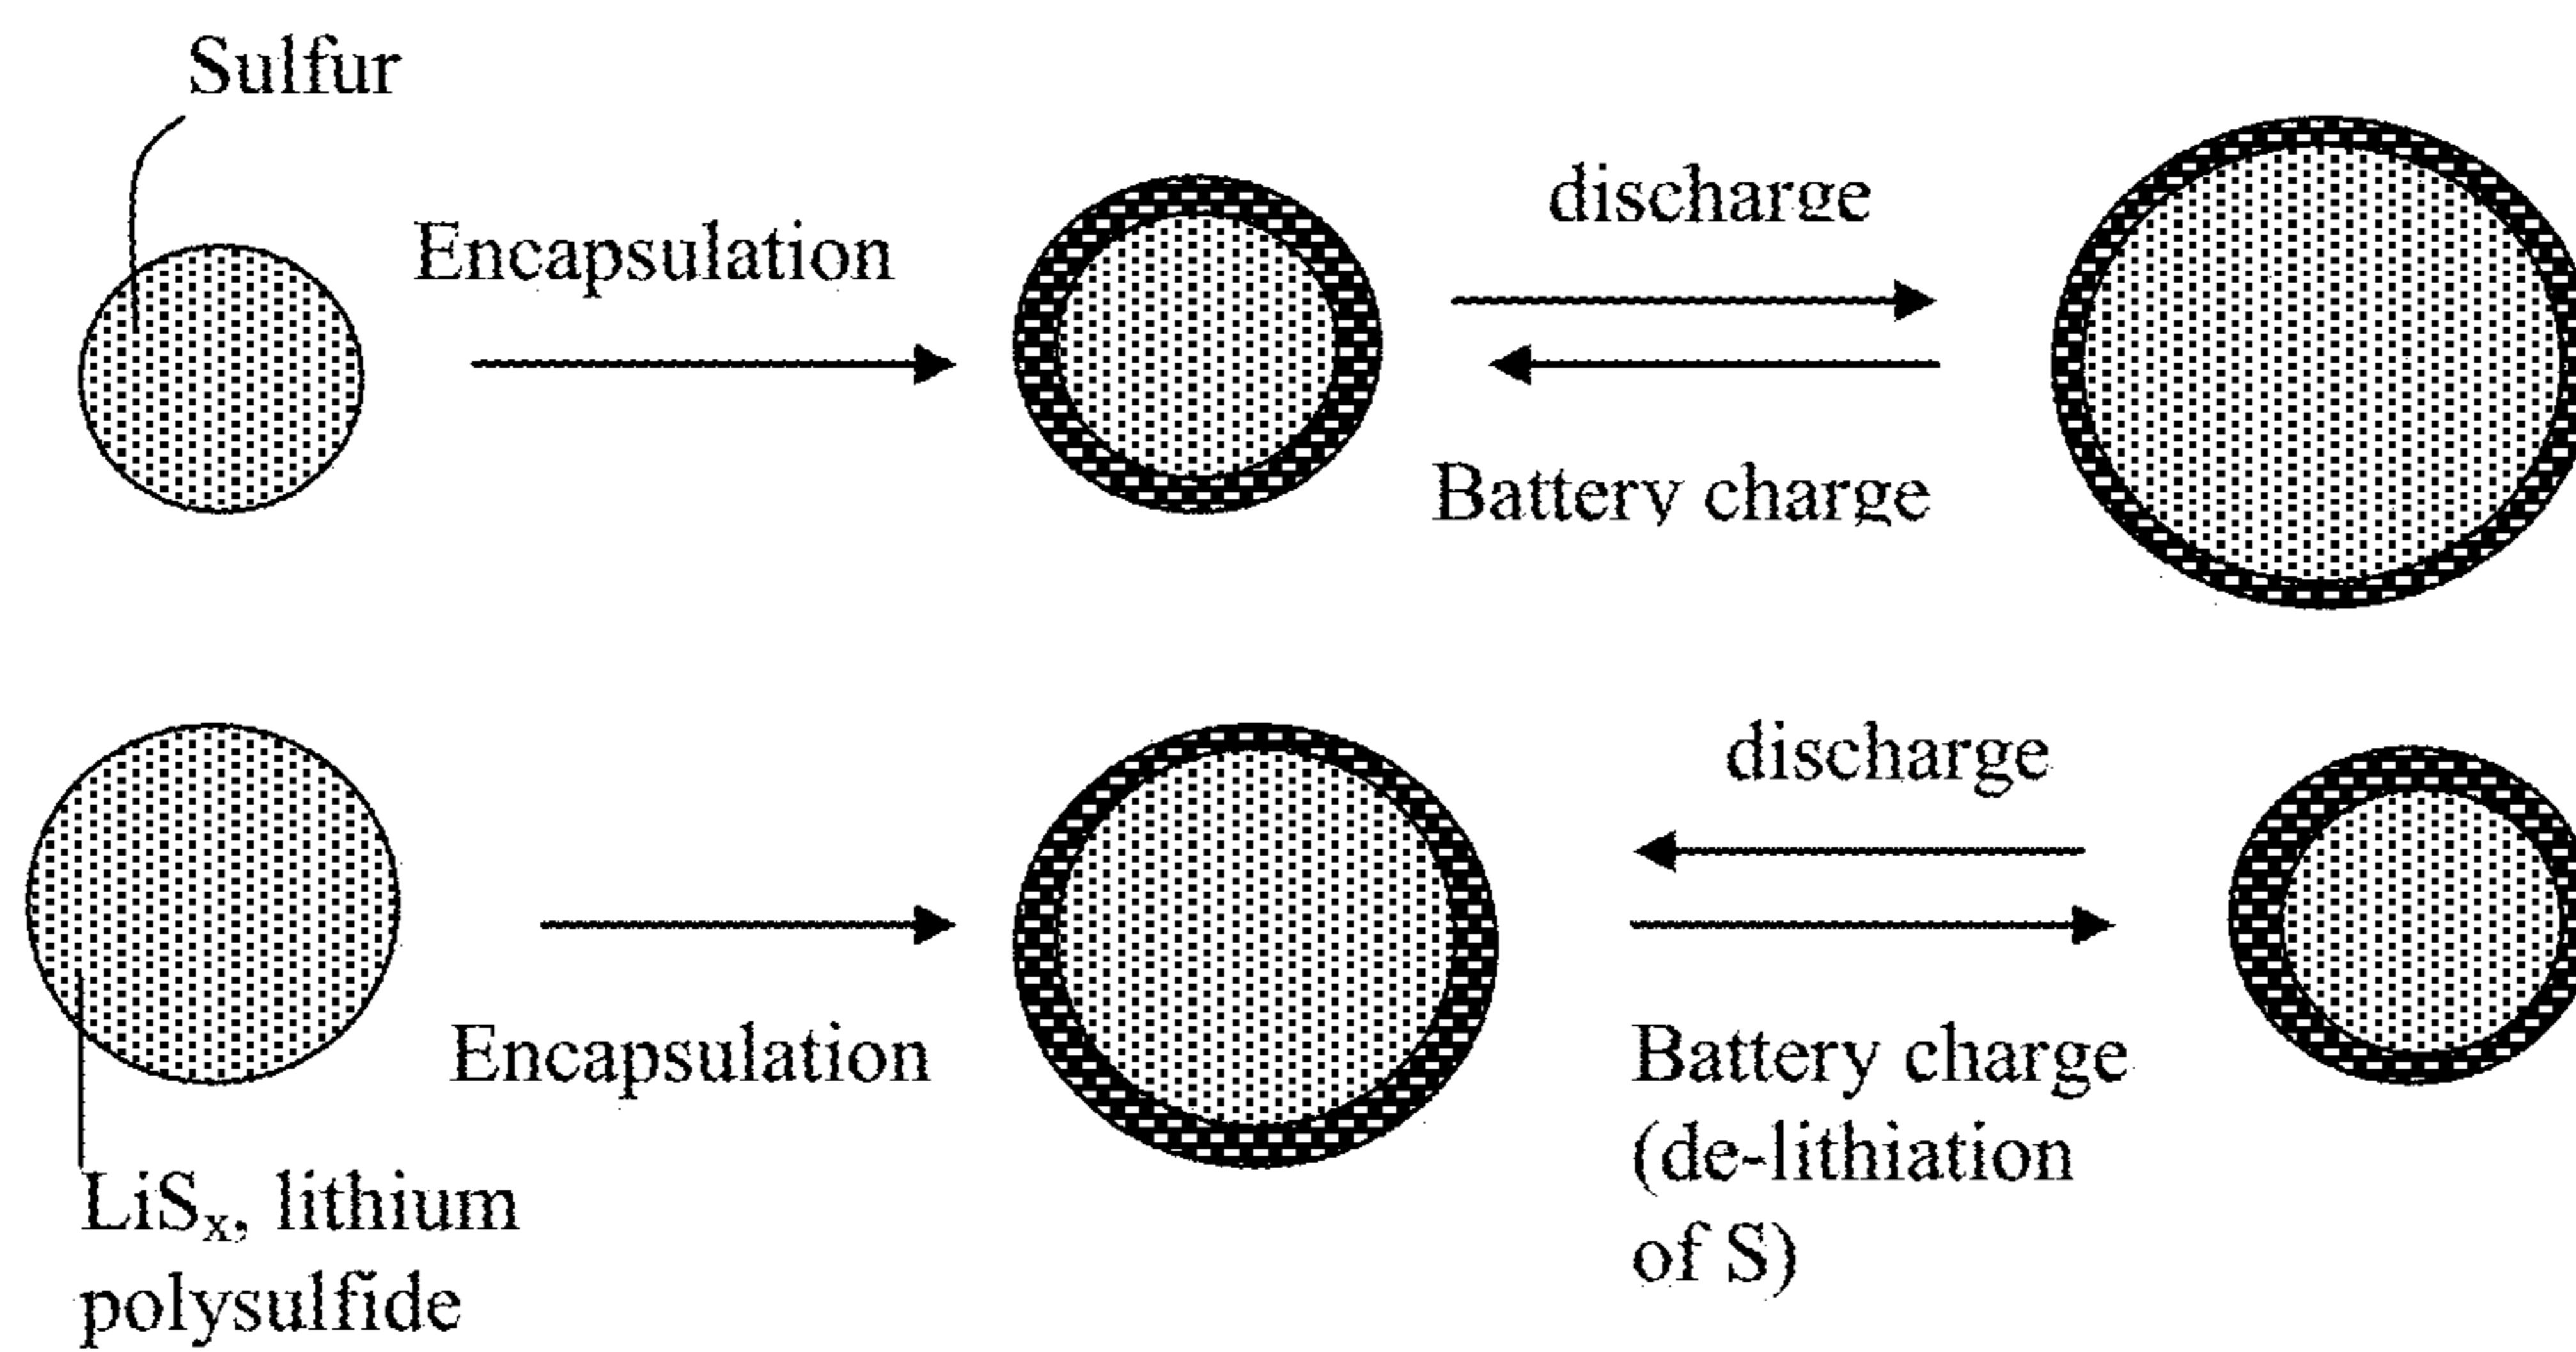 Sulfur
Encapsulation
discharge
Battery charge
discharge
Encapsulation
Battery charge
(de-lithiation
of S)
LiSₓ, lithium
polysulfide